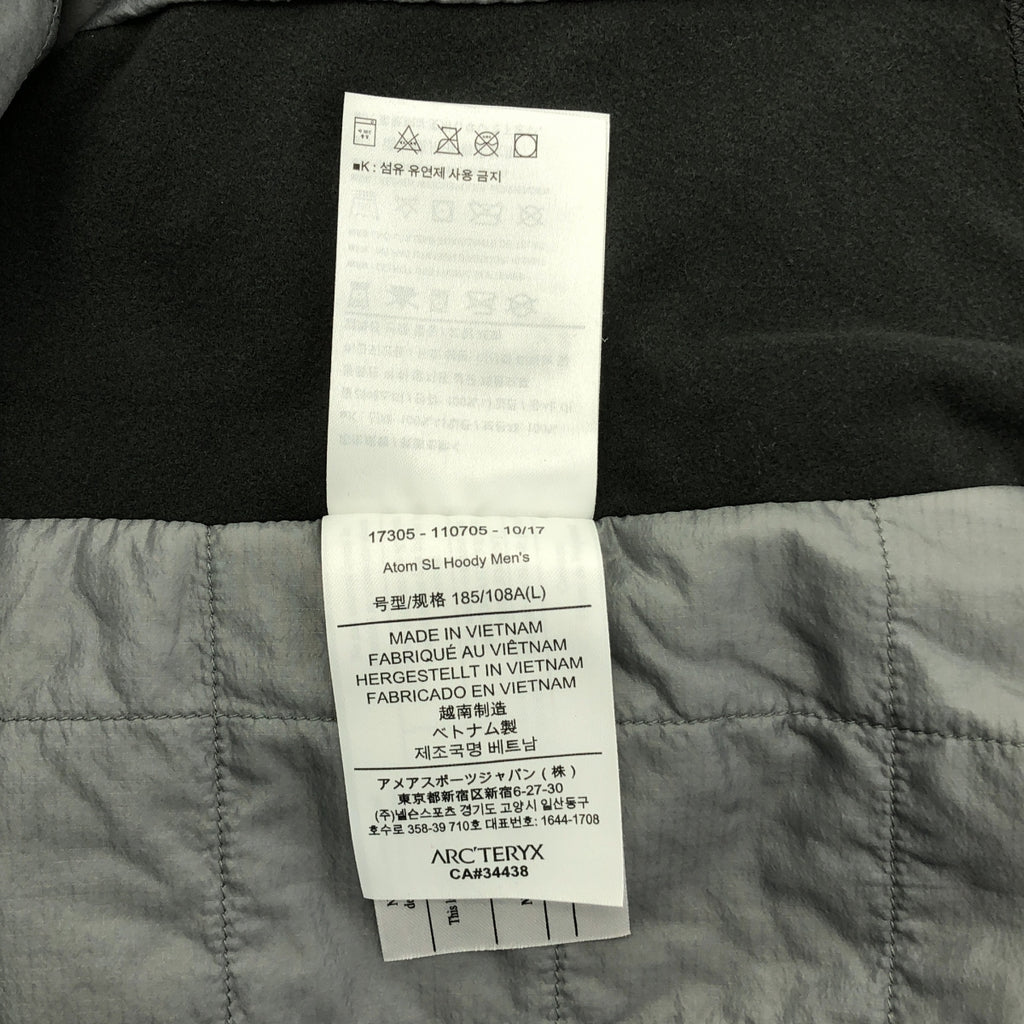 ■K : 섬유 유연제 사용 금지
17305 - 110705 - 10/17
Atom SL Hoody Men's
号型/规格 185/108A(L)
MADE IN VIETNAM
FABRIQUÉ AU VIÊTNAM
HERGESTELLT IN VIETNAM
FABRICADO EN VIETNAM
越南制造
ベトナム製
제조국명 베트남
アメアスポーツジャパン ( 株 )
東京都新宿区新宿6-27-30
(주)넬슨스포츠 경기도 고양시 일산동구
호수로 358-39 710호 대표번호: 1644-1708
ARC'TERYX
CA#34438
This